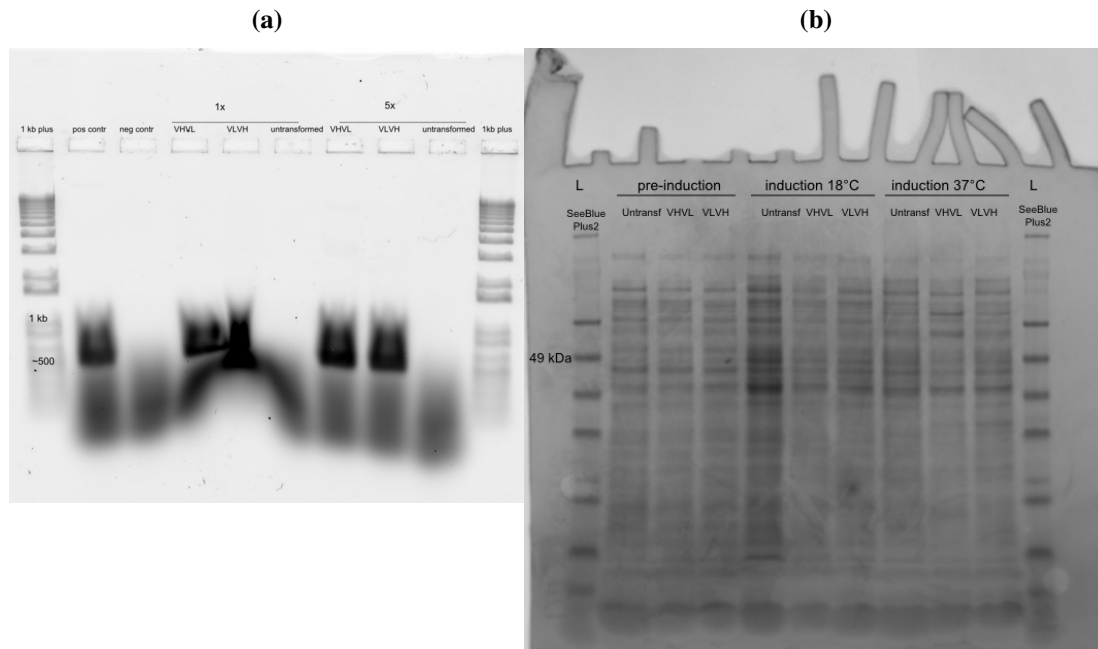 (a)
(b)
1x
5x
1 kb plus
pos contr
neg contr
VHVL
VLVH
untransformed
VHVL
VLVH
untransformed
1kb plus
1 kb
~500
L
pre-induction
induction 18°C
induction 37°C
L
SeeBlue
Plus2
Untransf
VHVL
VLVH
Untransf
VHVL
VLVH
Untransf
VHVL
VLVH
SeeBlue
Plus2
49 kDa